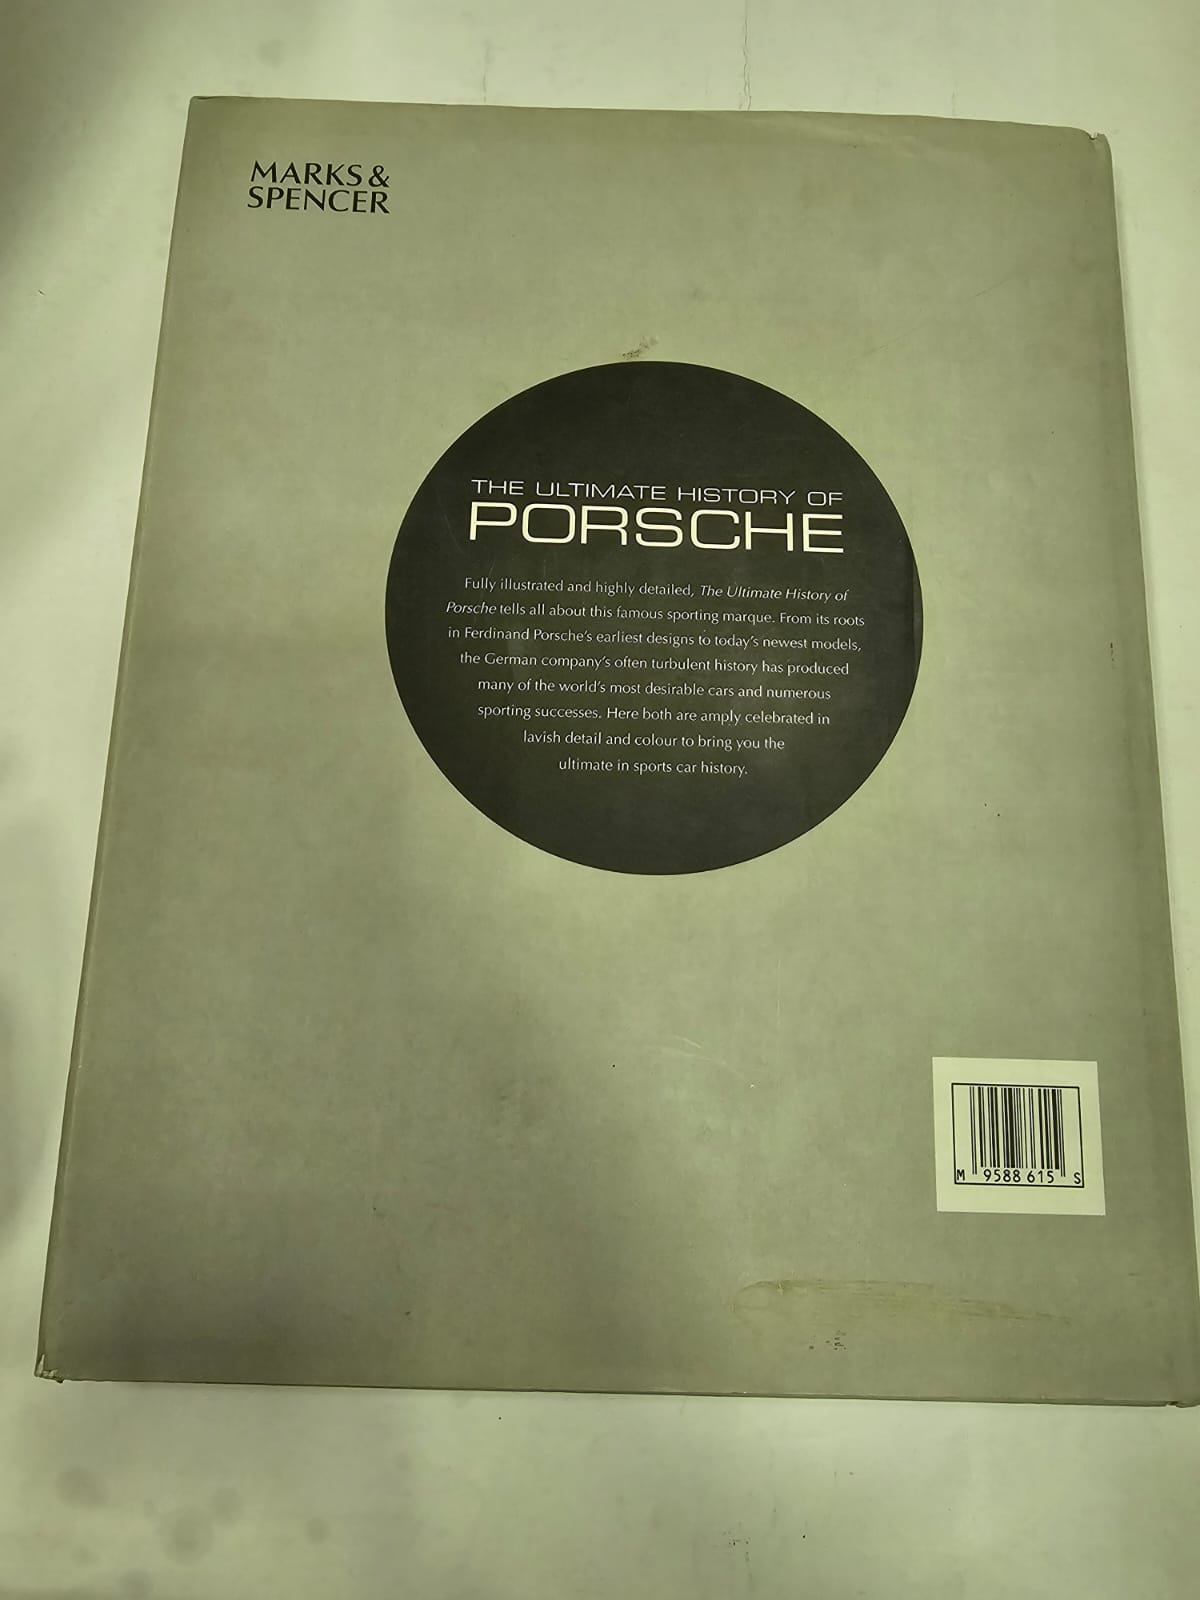 MARKS &
SPENCER
THE ULTIMATE HISTORY OF
PORSCHE
Fully illustrated and highly detailed, The Ultimate History of
Porsche tells all about this famous sporting marque. From its roots
in Ferdinand Porsche's earliest designs to today's newest models,
the German company's often turbulent history has produced
many of the world's most desirable cars and numerous
sporting successes. Here both are amply celebrated in
lavish detail and colour to bring you the
ultimate in sports car history.
M 9588 615 S